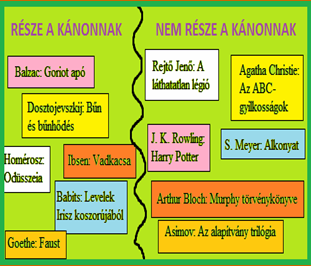 RÉSZE A KÁNONNAK
Balzac: Goriot apó
Dosztojevszkij: Bűn
és bűnhődés
Homérosz:
Odüsszeia
Ibsen: Vadkacsa
Babits: Levelek
Irisz koszorújából
Goethe: Faust
NEM RÉSZE A KÁNONNAK
Rejtő Jenő: A
láthatatlan légió
Agatha Christie:
Az ABC-
gyilkosságok
J. K. Rowling:
Harry Potter
S. Meyer: Alkonyat
Arthur Bloch: Murphy törvénykönyve
Asimov: Az alapítvány trilógia